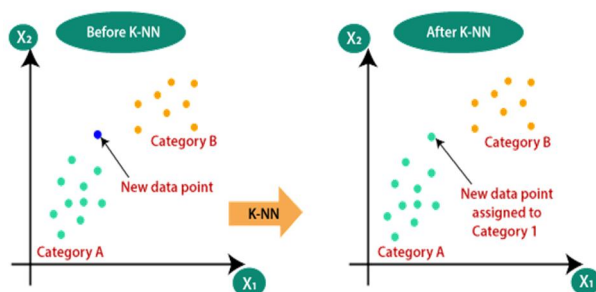 Before K-NN
X₂
Category B
New data point
Category A
X₁
K-NN
After K-NN
X₂
Category B
New data point
assigned to
Category 1
Category A
X₁